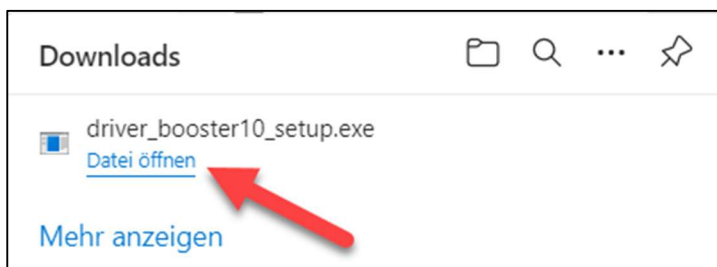 Downloads
driver_booster10_setup.exe
Datei öffnen
Mehr anzeigen